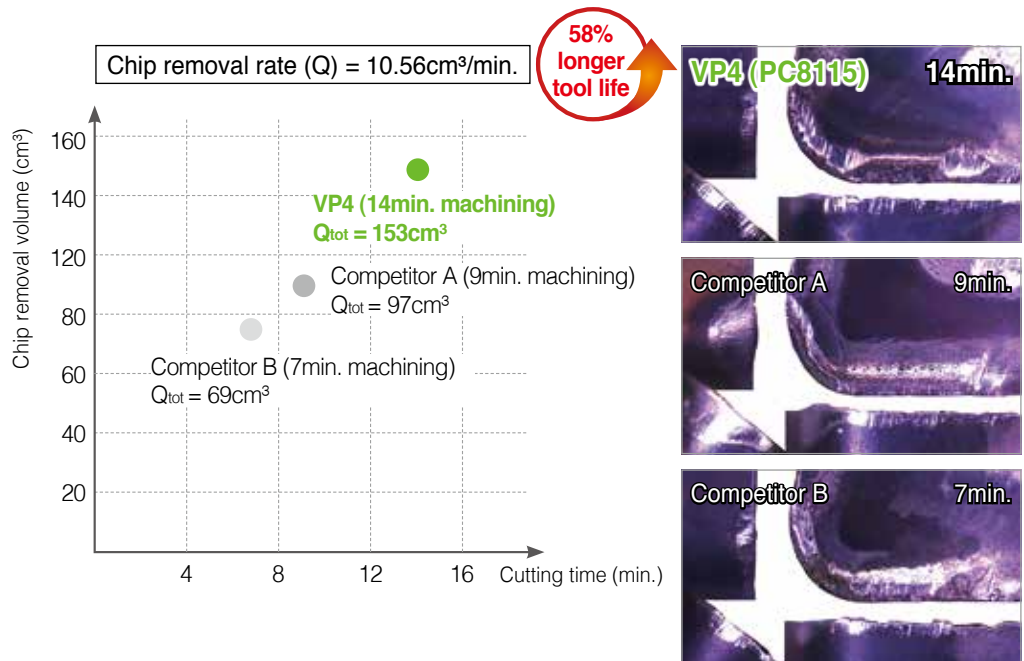 Chip removal rate (Q) = 10.56cm³/min.
58%
longer
tool life
Chip removal volume (cm³)
160
140
120
80
60
40
20
4
8
12
16
Cutting time (min.)
VP4 (14min. machining)
Qtot = 153cm³
Competitor A (9min. machining)
Qtot = 97cm³
Competitor B (7min. machining)
Qtot = 69cm³
VP4 (PC8115)
14min.
Competitor A
9min.
Competitor B
7min.